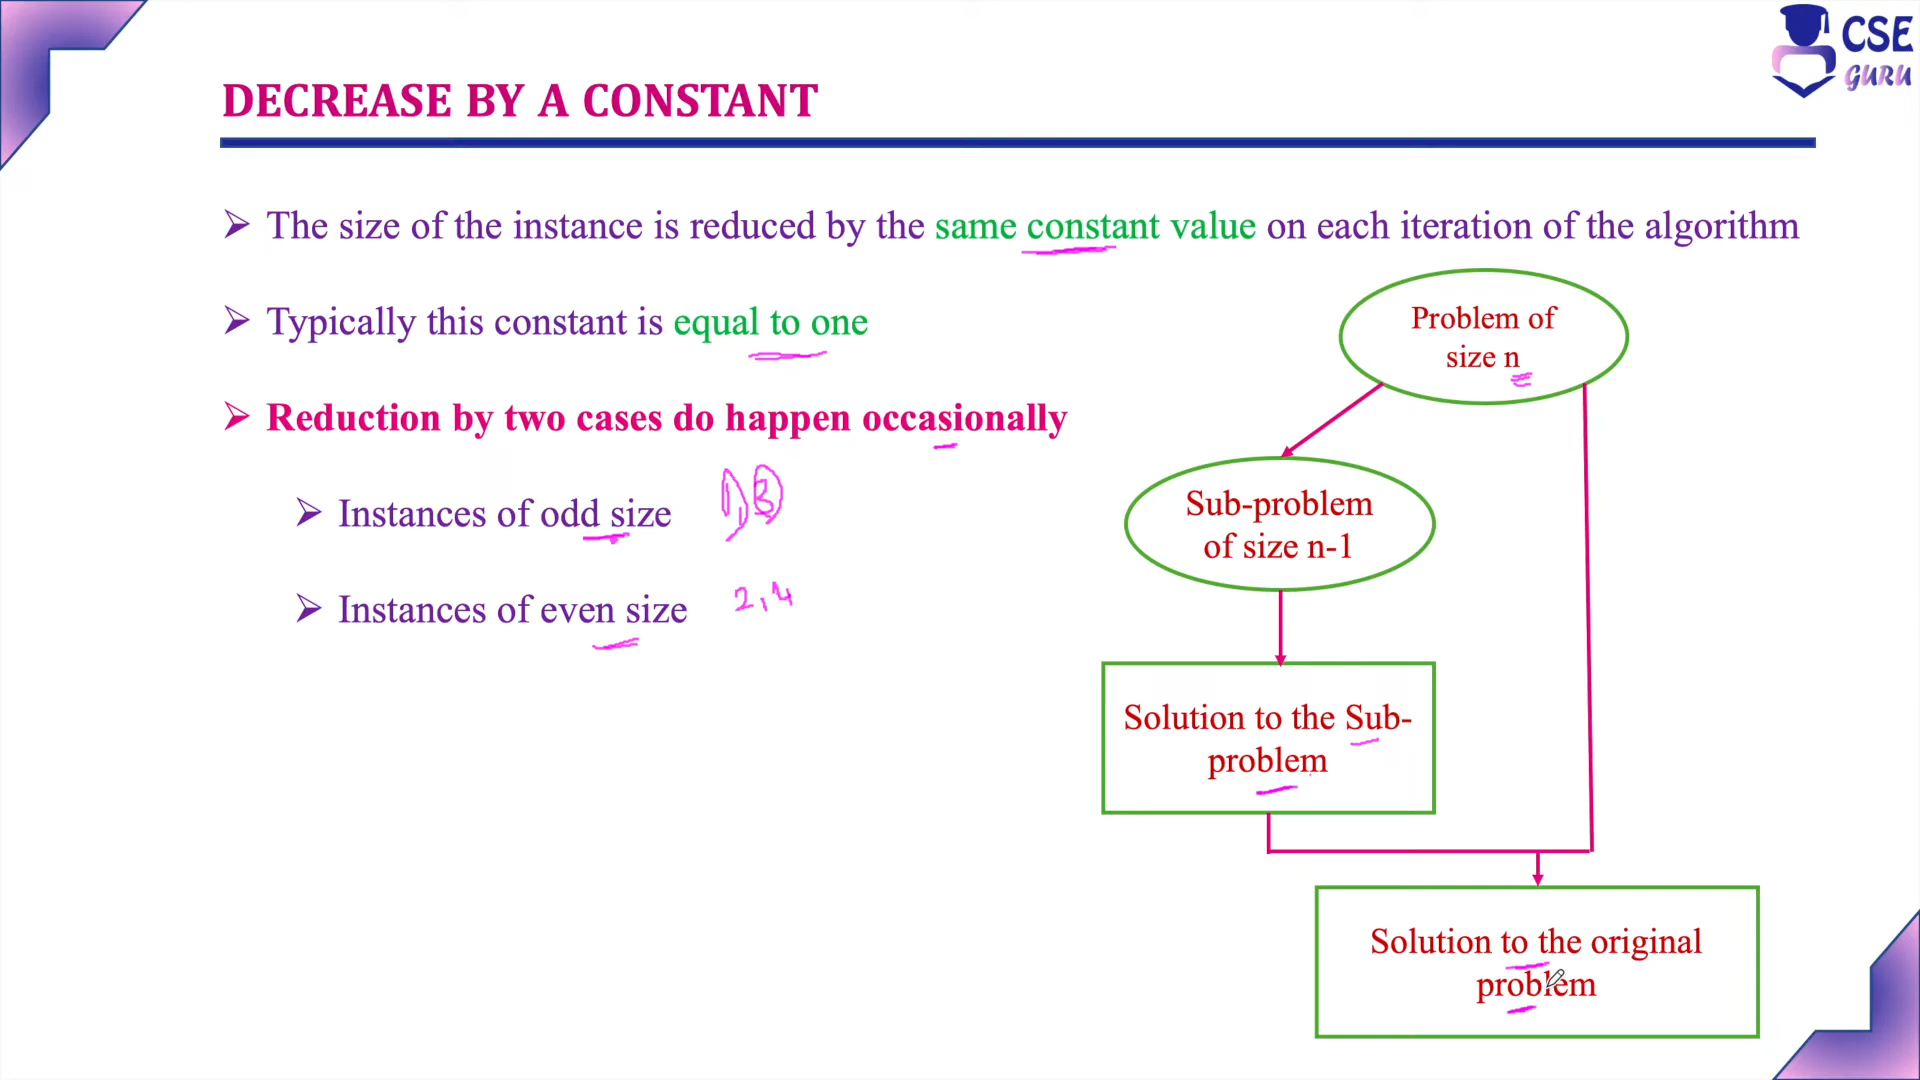 CSE
GURU
DECREASE BY A CONSTANT
➢ The size of the instance is reduced by the same constant value on each iteration of the algorithm
➢ Typically this constant is equal to one
➢ Reduction by two cases do happen occasionally
➢ Instances of odd size 1, 3
➢ Instances of even size 2, 4
Problem of
size n
Sub-problem
of size n-1
Solution to the Sub-
problem
Solution to the original
problem